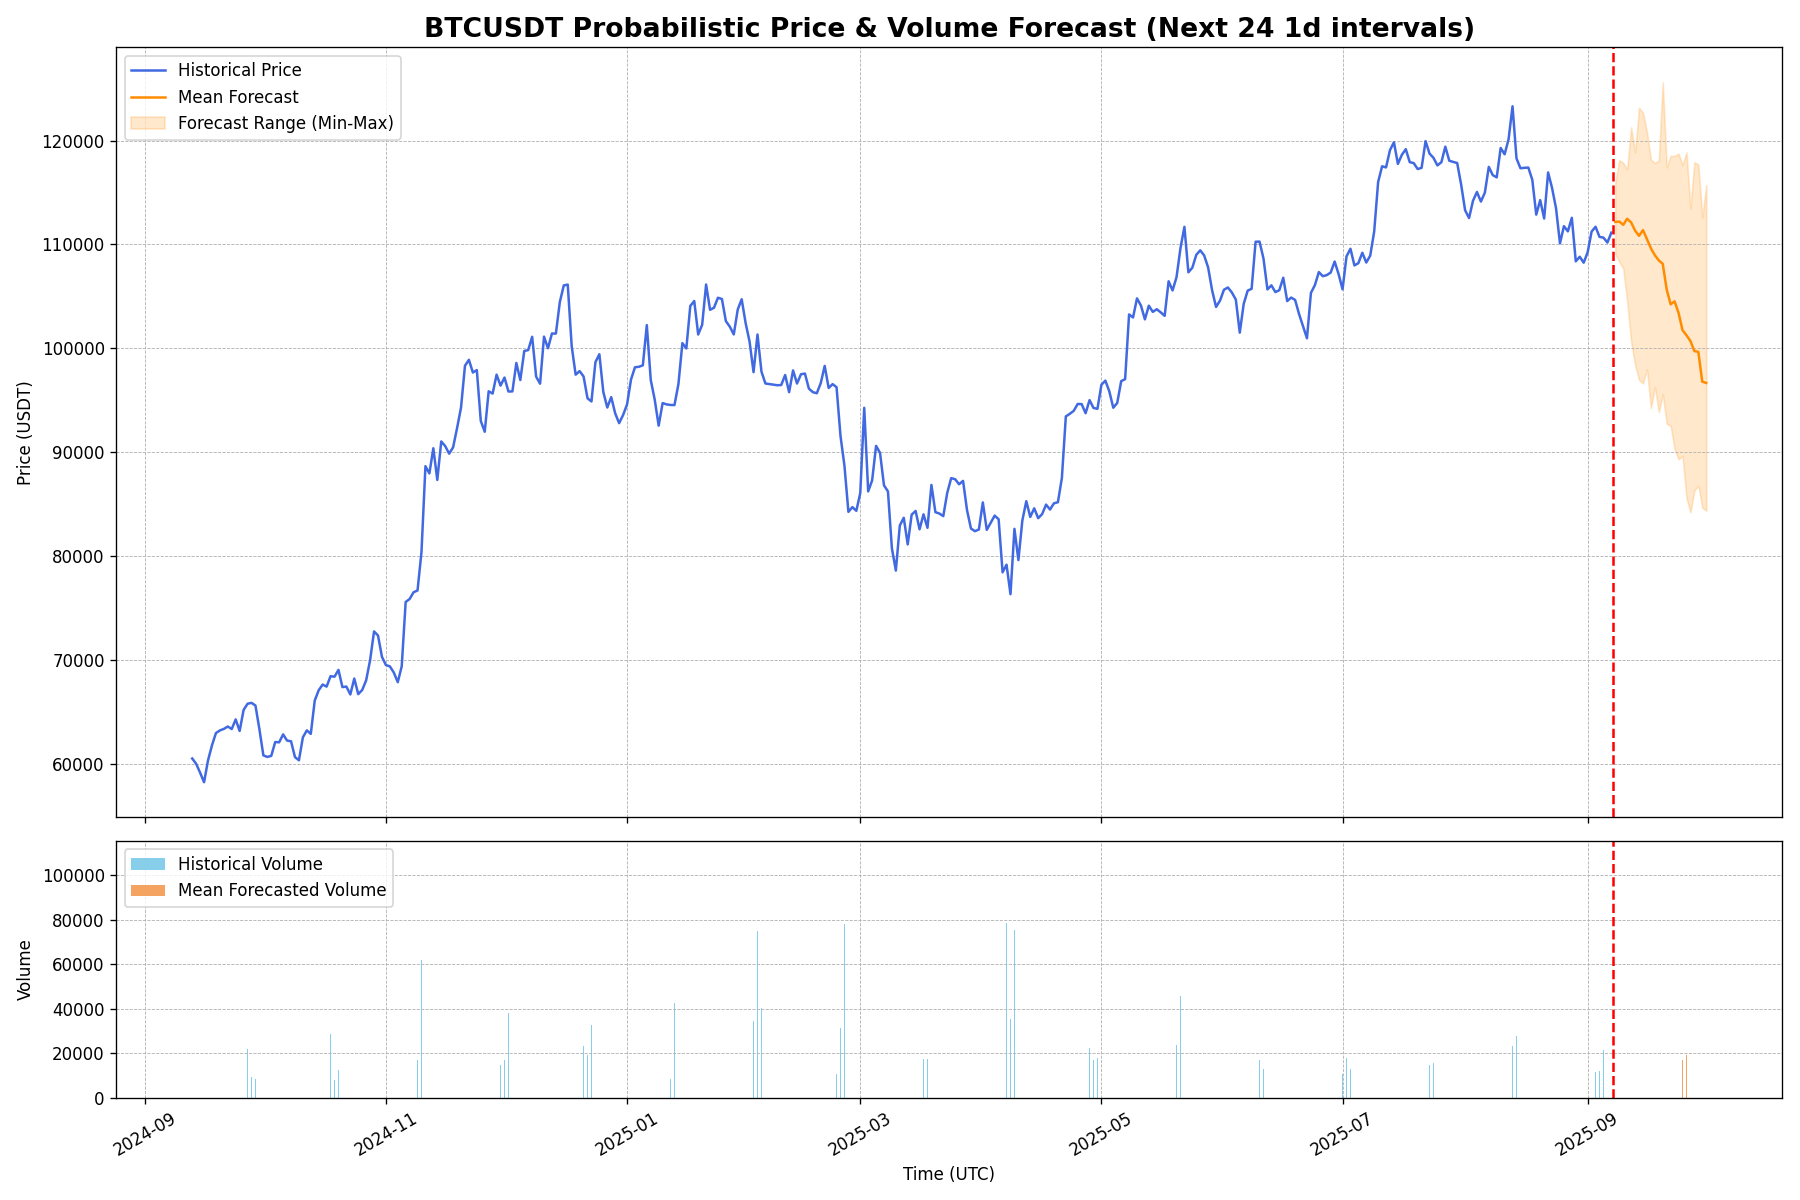 BTCUSDT Probabilistic Price & Volume Forecast (Next 24 1d intervals)
Historical Price
Mean Forecast
Forecast Range (Min-Max)
120000
110000
100000
90000
80000
70000
60000
Price (USDT)
Historical Volume
Mean Forecasted Volume
100000
80000
60000
40000
20000
0
Volume
2024-09
2024-11
2025-01
2025-03
2025-05
2025-07
2025-09
Time (UTC)